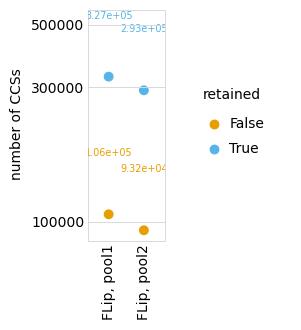 500000
3.27e+05
2.93e+05
300000
number of CCSs
1.06e+05
9.32e+04
100000
FLip, pool1
FLip, pool2
retained
False
True